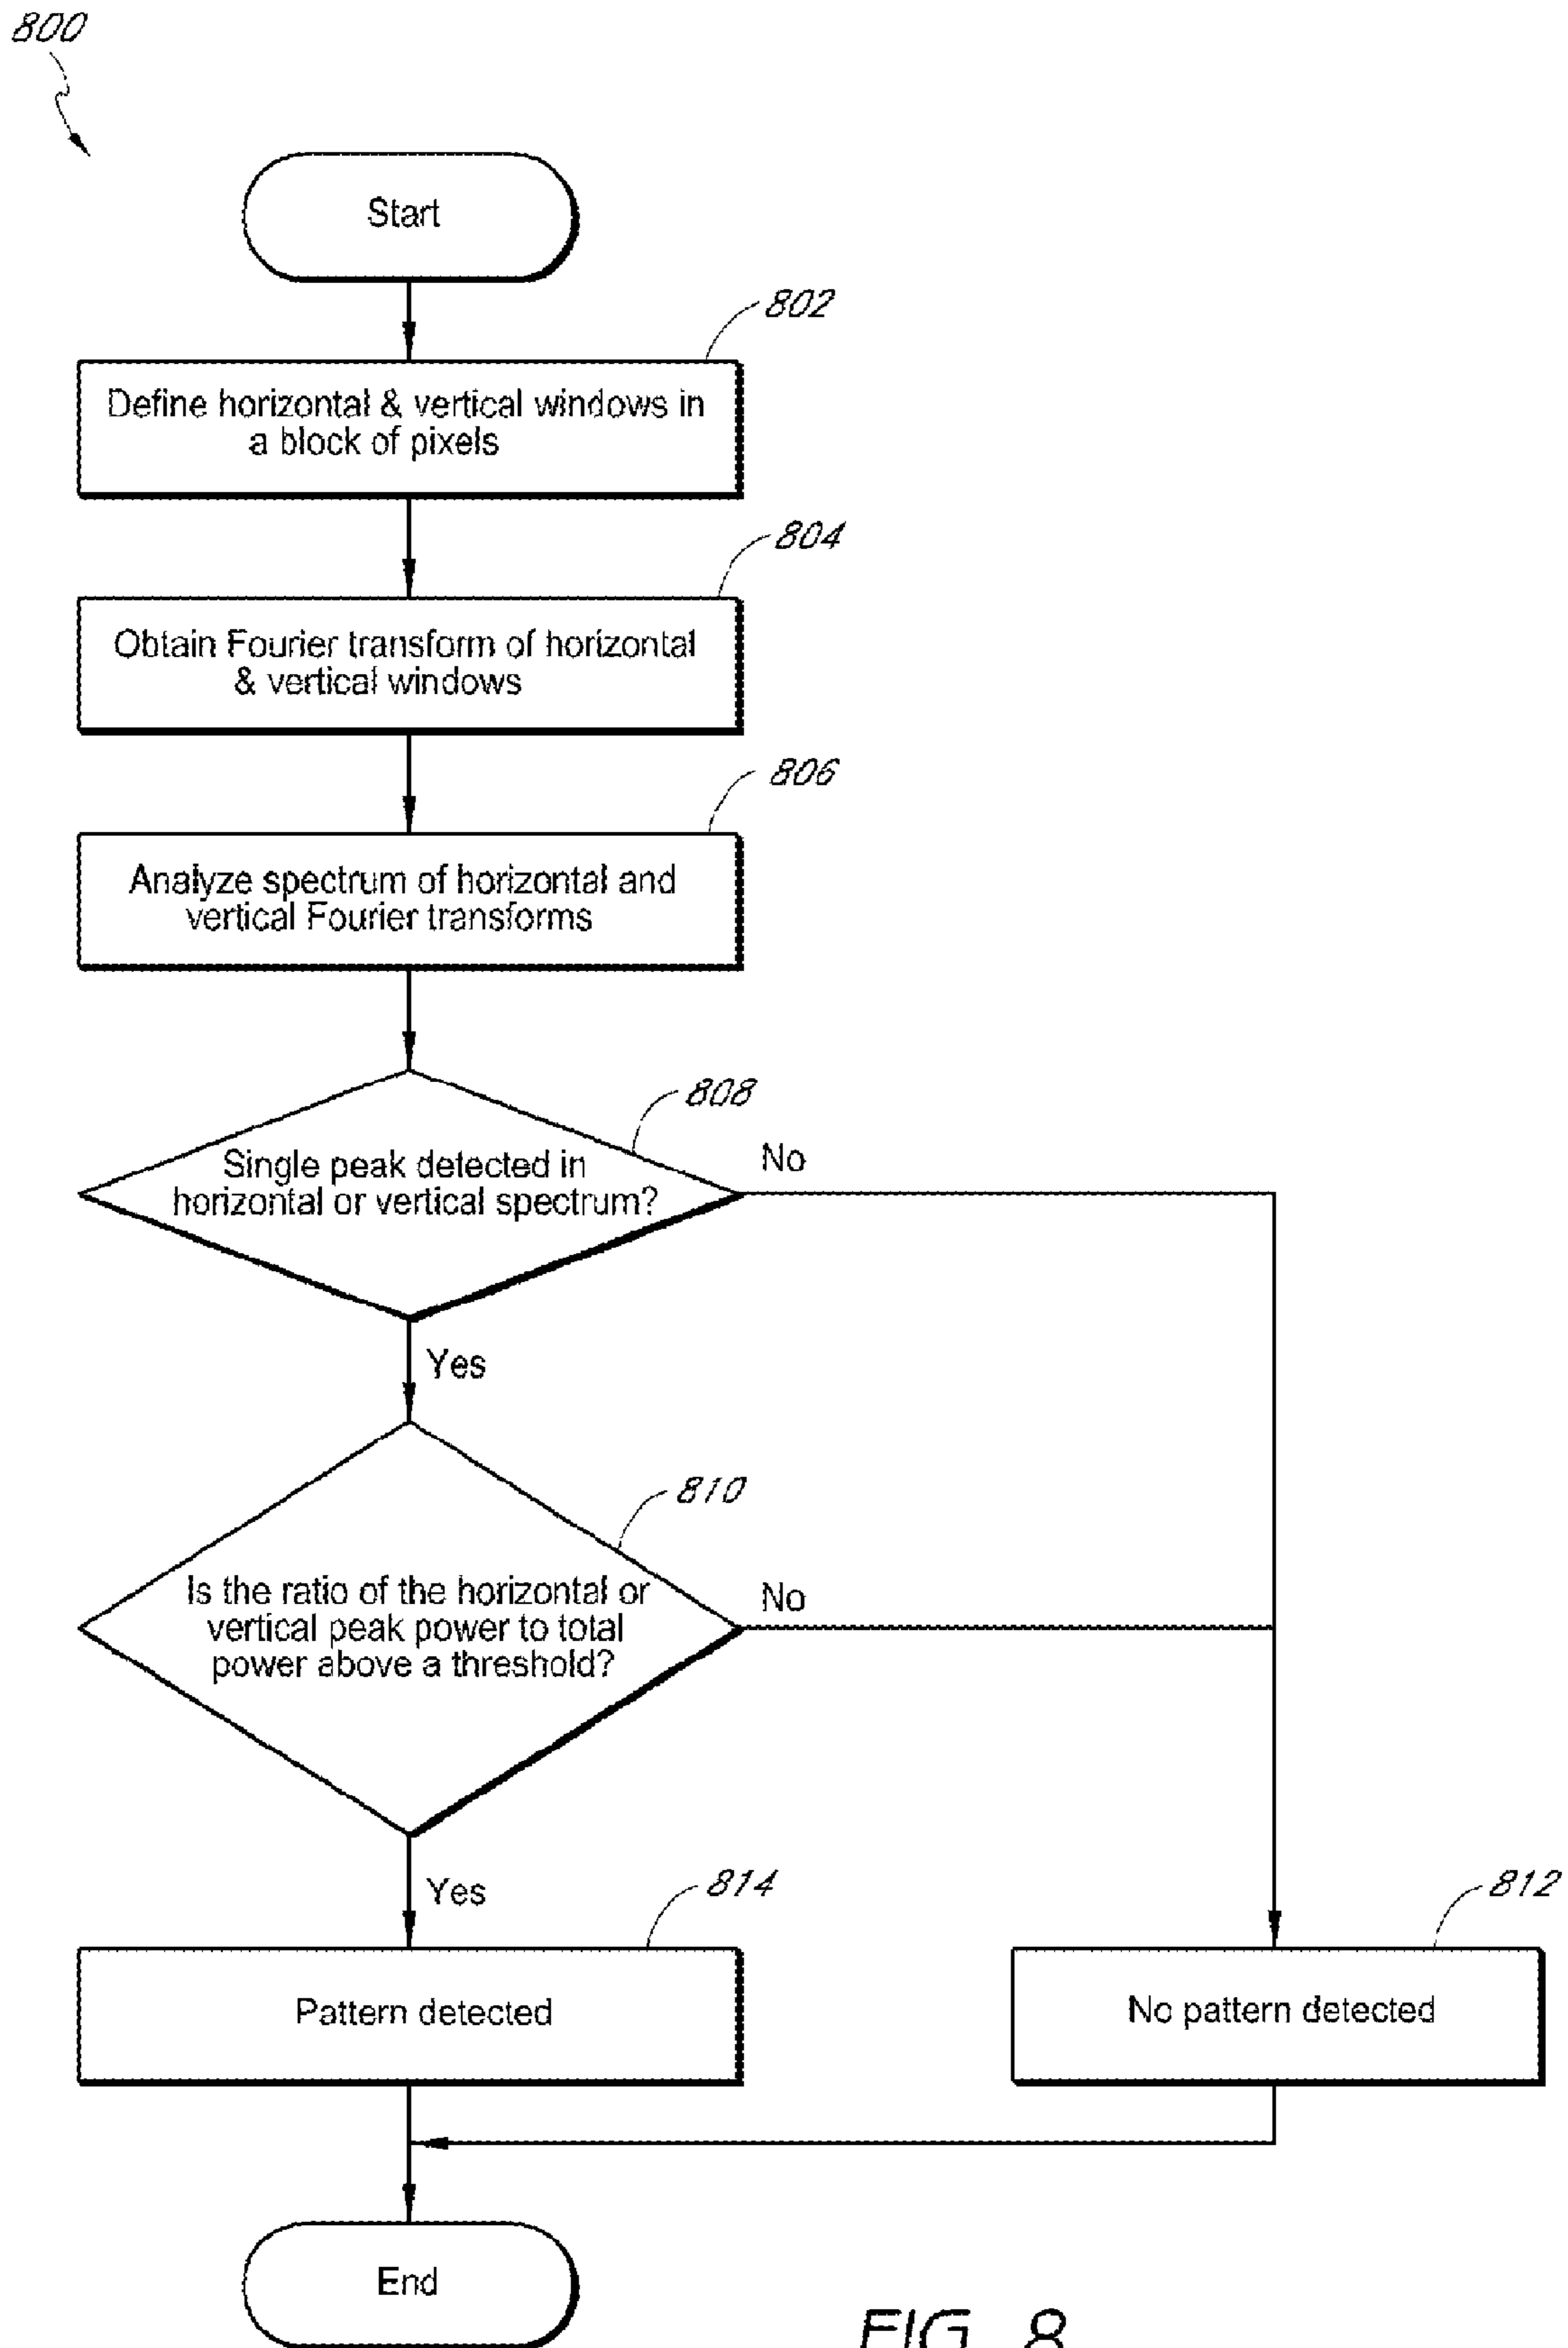 800
Start
802
Define horizontal & vertical windows in
a block of pixels
804
Obtain Fourier transform of horizontal
& vertical windows
806
Analyze spectrum of horizontal and
vertical Fourier transforms
808
Single peak detected in
horizontal or vertical spectrum?
No
Yes
810
Is the ratio of the horizontal or
vertical peak power to total
power above a threshold?
No
Yes
814
812
Pattern detected
No pattern detected
End
FIG. 8